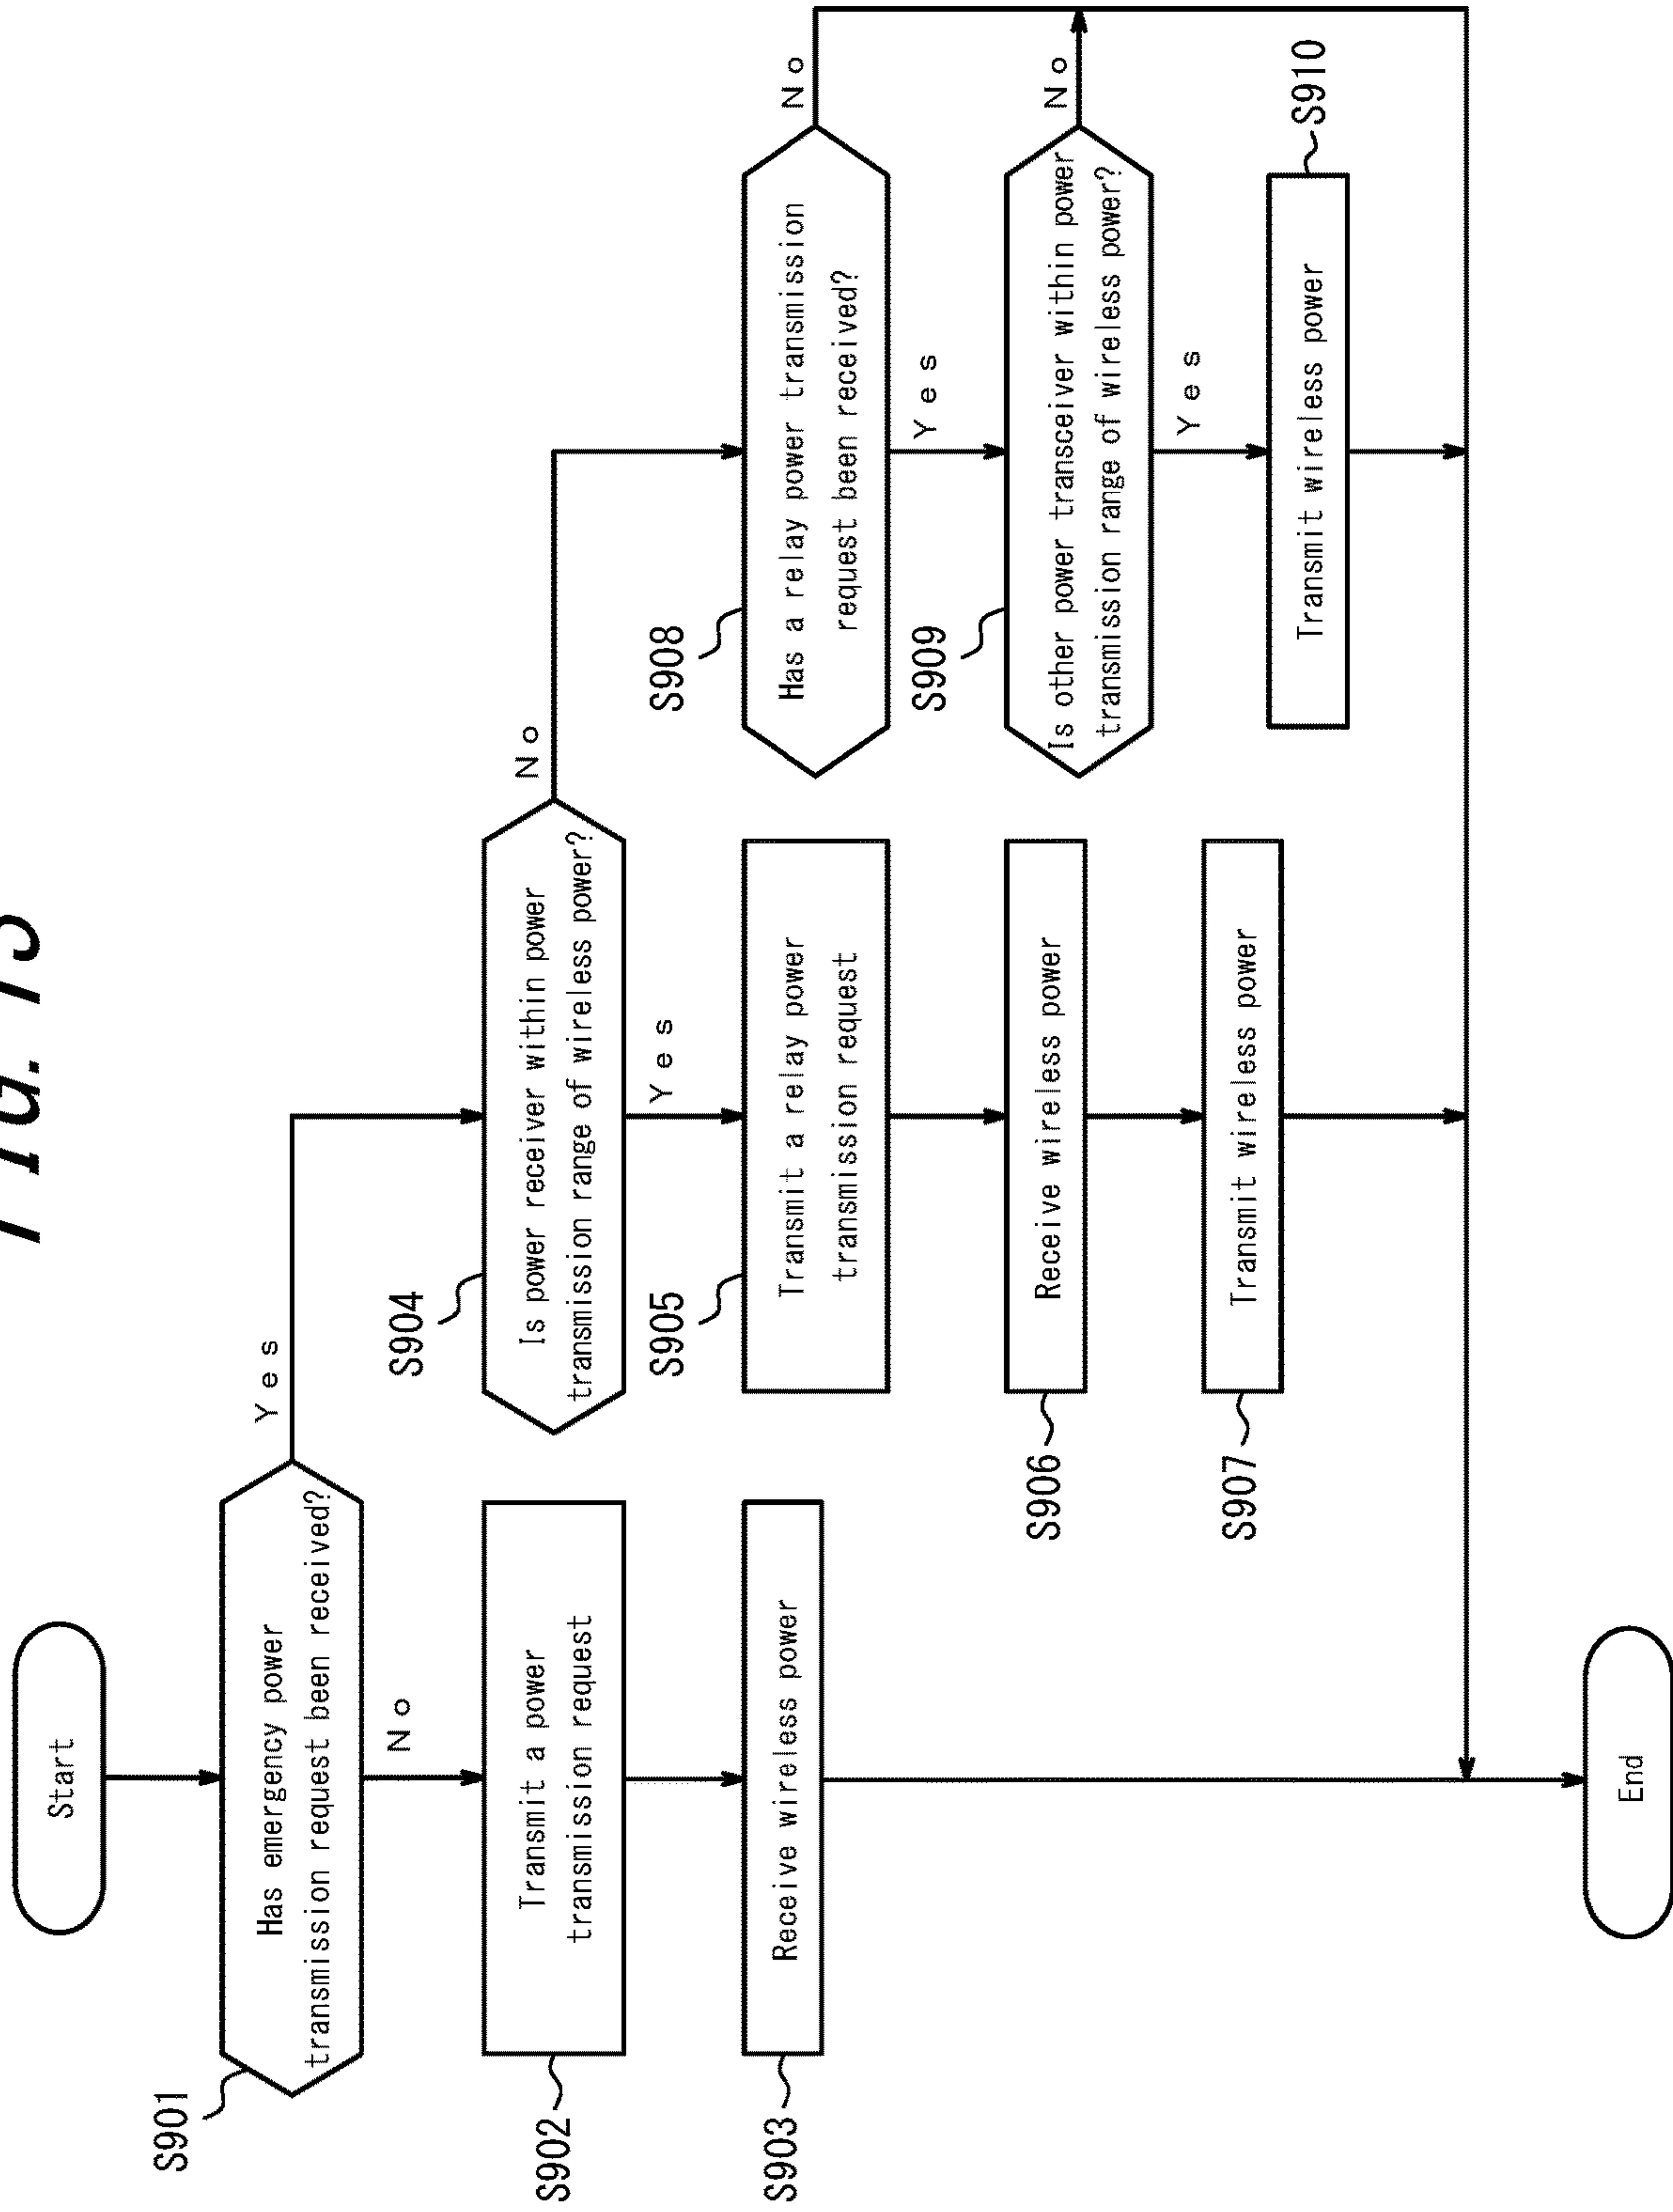 FIG.
Start
S901
Has emergency power
transmission request been received?
Yes
No
S902
Transmit a power
transmission request
S903
Receive wireless power
S904
Is power receiver within power
transmission range of wireless power?
No
Yes
S905
Transmit a relay power
transmission request
S906
Receive wireless power
S907
Transmit wireless power
S908
Has a relay power transmission
request been received?
No
Yes
S909
Is other power transceiver within power
transmission range of wireless power?
No
Yes
S910
Transmit wireless power
End